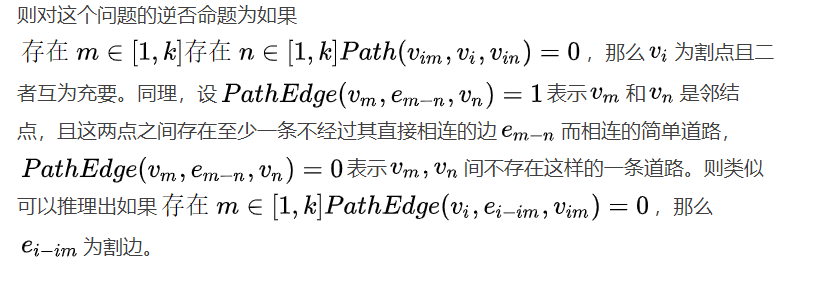 则对这个问题的逆否命题为如果
存在 m ∈ [1, k]存在 n ∈ [1, k]Path(v_{im}, v_i, v_{in}) = 0 ，那么 v_i 为割点且二
者互为充要。同理，设 PathEdge(v_m, e_{m−n}, v_n) = 1 表示 v_m 和 v_n 是邻结
点，且这两点之间存在至少一条不经过其直接相连的边 e_{m−n} 而相连的简单道路，
PathEdge(v_m, e_{m−n}, v_n) = 0 表示 v_m, v_n 间不存在这样的一条道路。则类似
可以推理出如果 存在 m ∈ [1, k]PathEdge(v_i, e_{i−im}, v_{im}) = 0 ，那么
e_{i−im} 为割边。